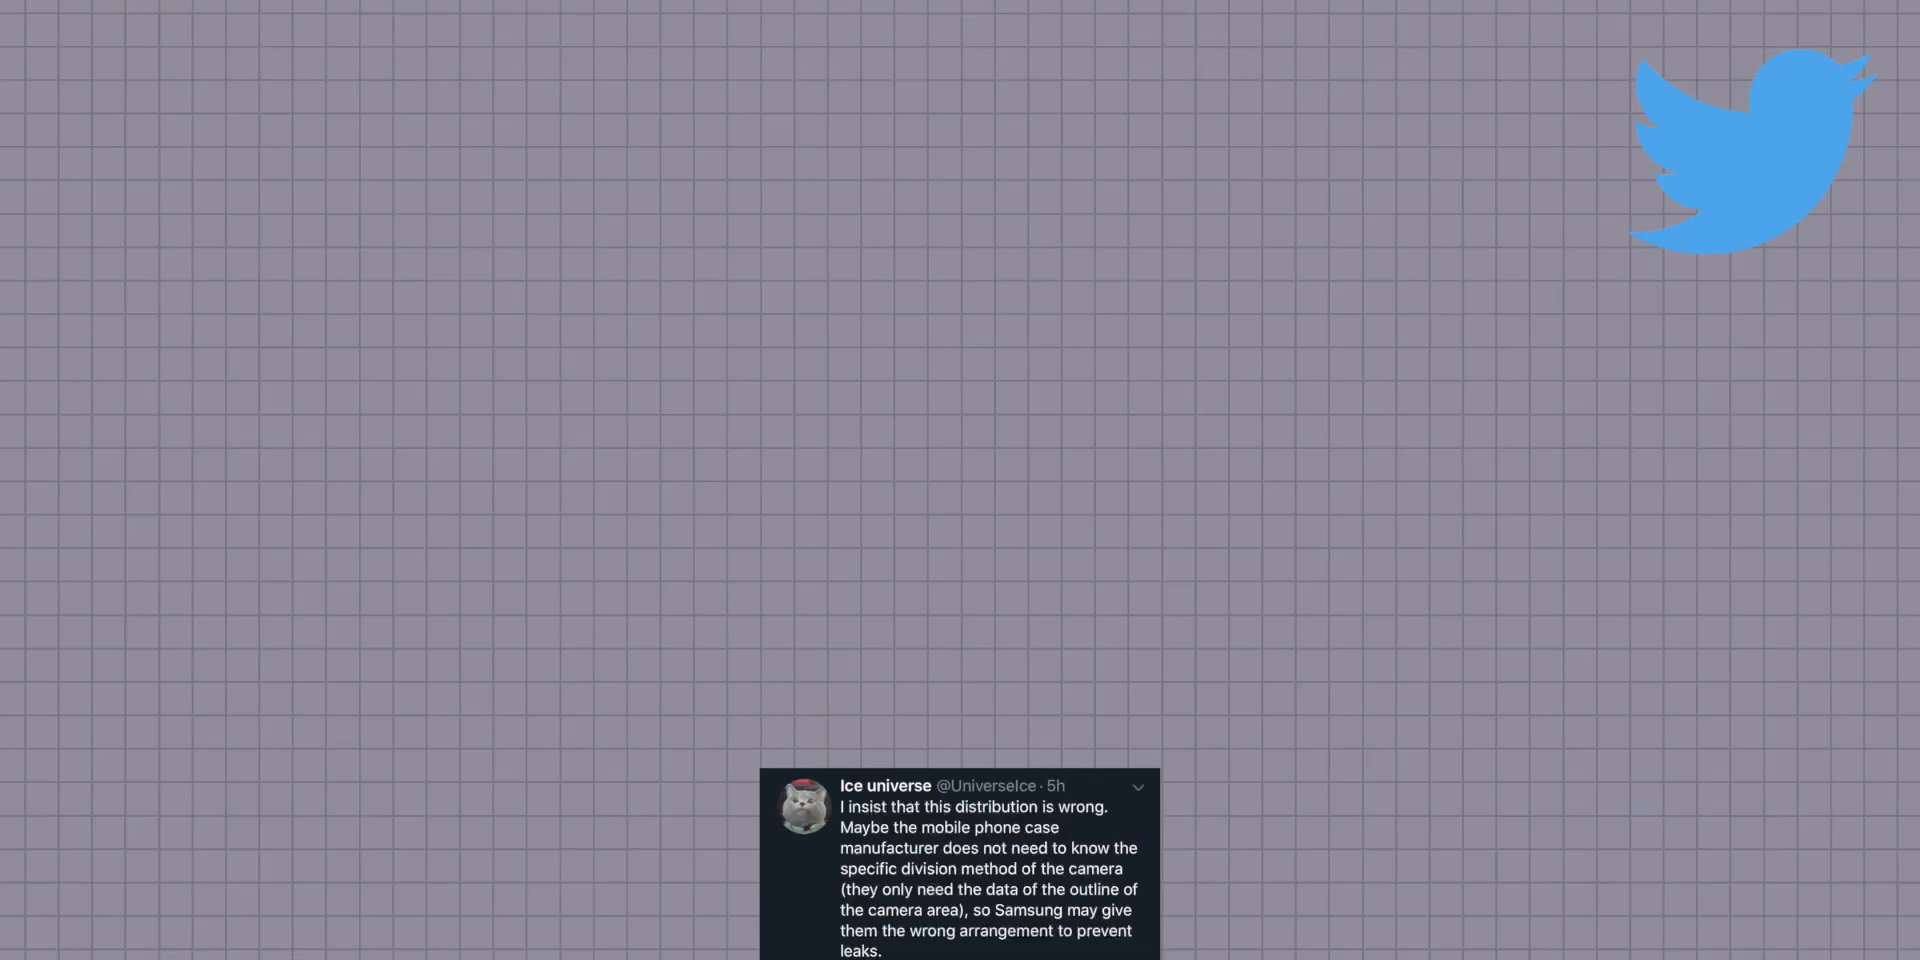 Ice universe @UniverseIce · 5h
I insist that this distribution is wrong.
Maybe the mobile phone case
manufacturer does not need to know the
specific division method of the camera
(they only need the data of the outline of
the camera area), so Samsung may give
them the wrong arrangement to prevent
leaks.